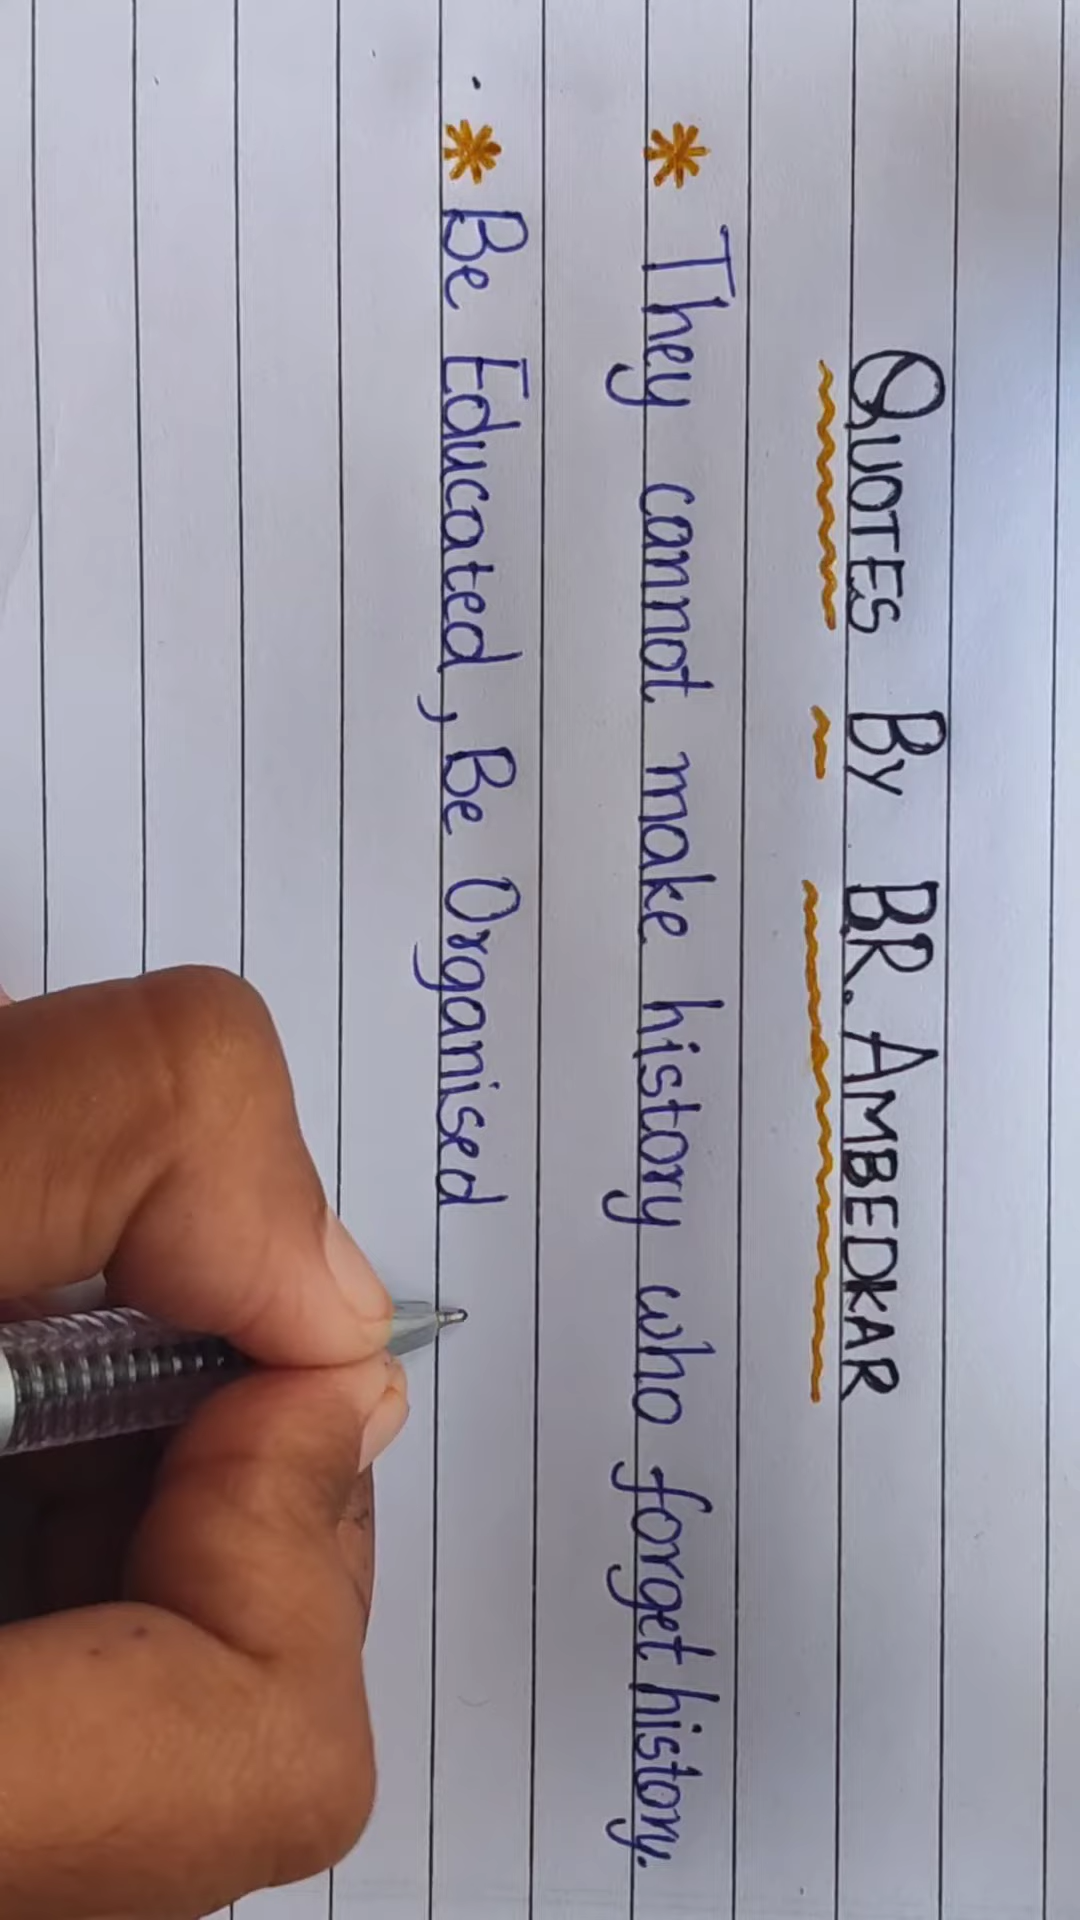 QUOTES BY BR. AMBEDKAR
* They cannot make history who forget history.
* Be Educated, Be Organised